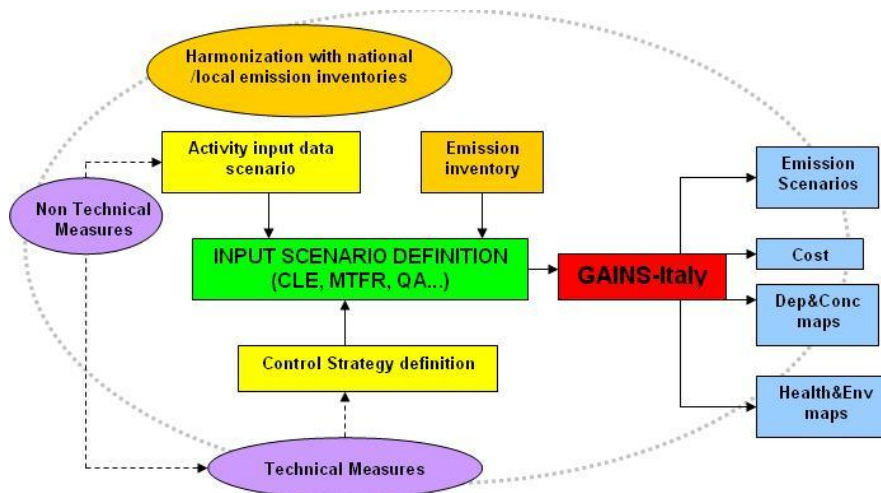 Harmonization with national
/local emission inventories
Activity input data
scenario
Emission
inventory
Emission
Scenarios
Non Technical
Measures
INPUT SCENARIO DEFINITION
(CLE, MTFR, QA...)
GAINS-Italy
Cost
Dep&Conc
maps
Control Strategy definition
Health&Env
maps
Technical Measures